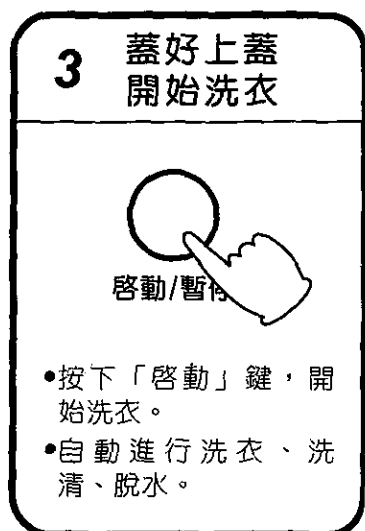 3
蓋好上蓋
開始洗衣
啓動/暫停
●按下「啓動」鍵，開
始洗衣。
●自動進行洗衣、洗
清、脫水。